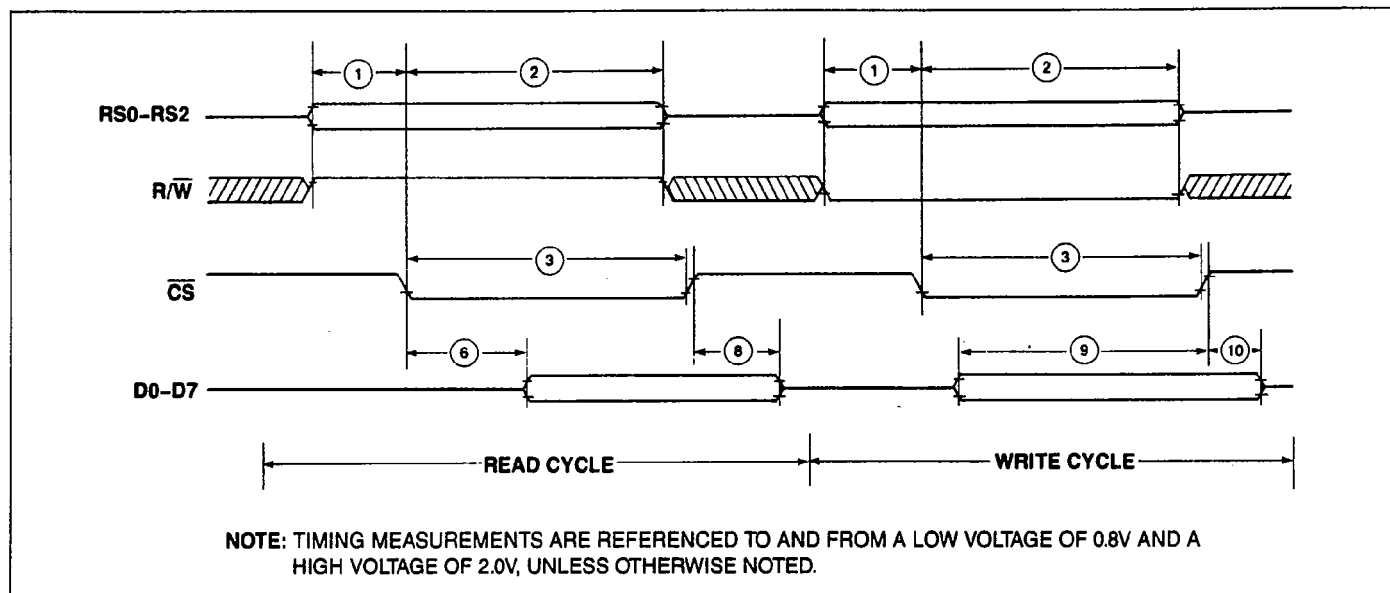 1 2 1 2
RS0–RS2
R/W̅
3 3
C̅S̅
6 8 9 10
D0–D7
READ CYCLE WRITE CYCLE
NOTE: TIMING MEASUREMENTS ARE REFERENCED TO AND FROM A LOW VOLTAGE OF 0.8V AND A
HIGH VOLTAGE OF 2.0V, UNLESS OTHERWISE NOTED.